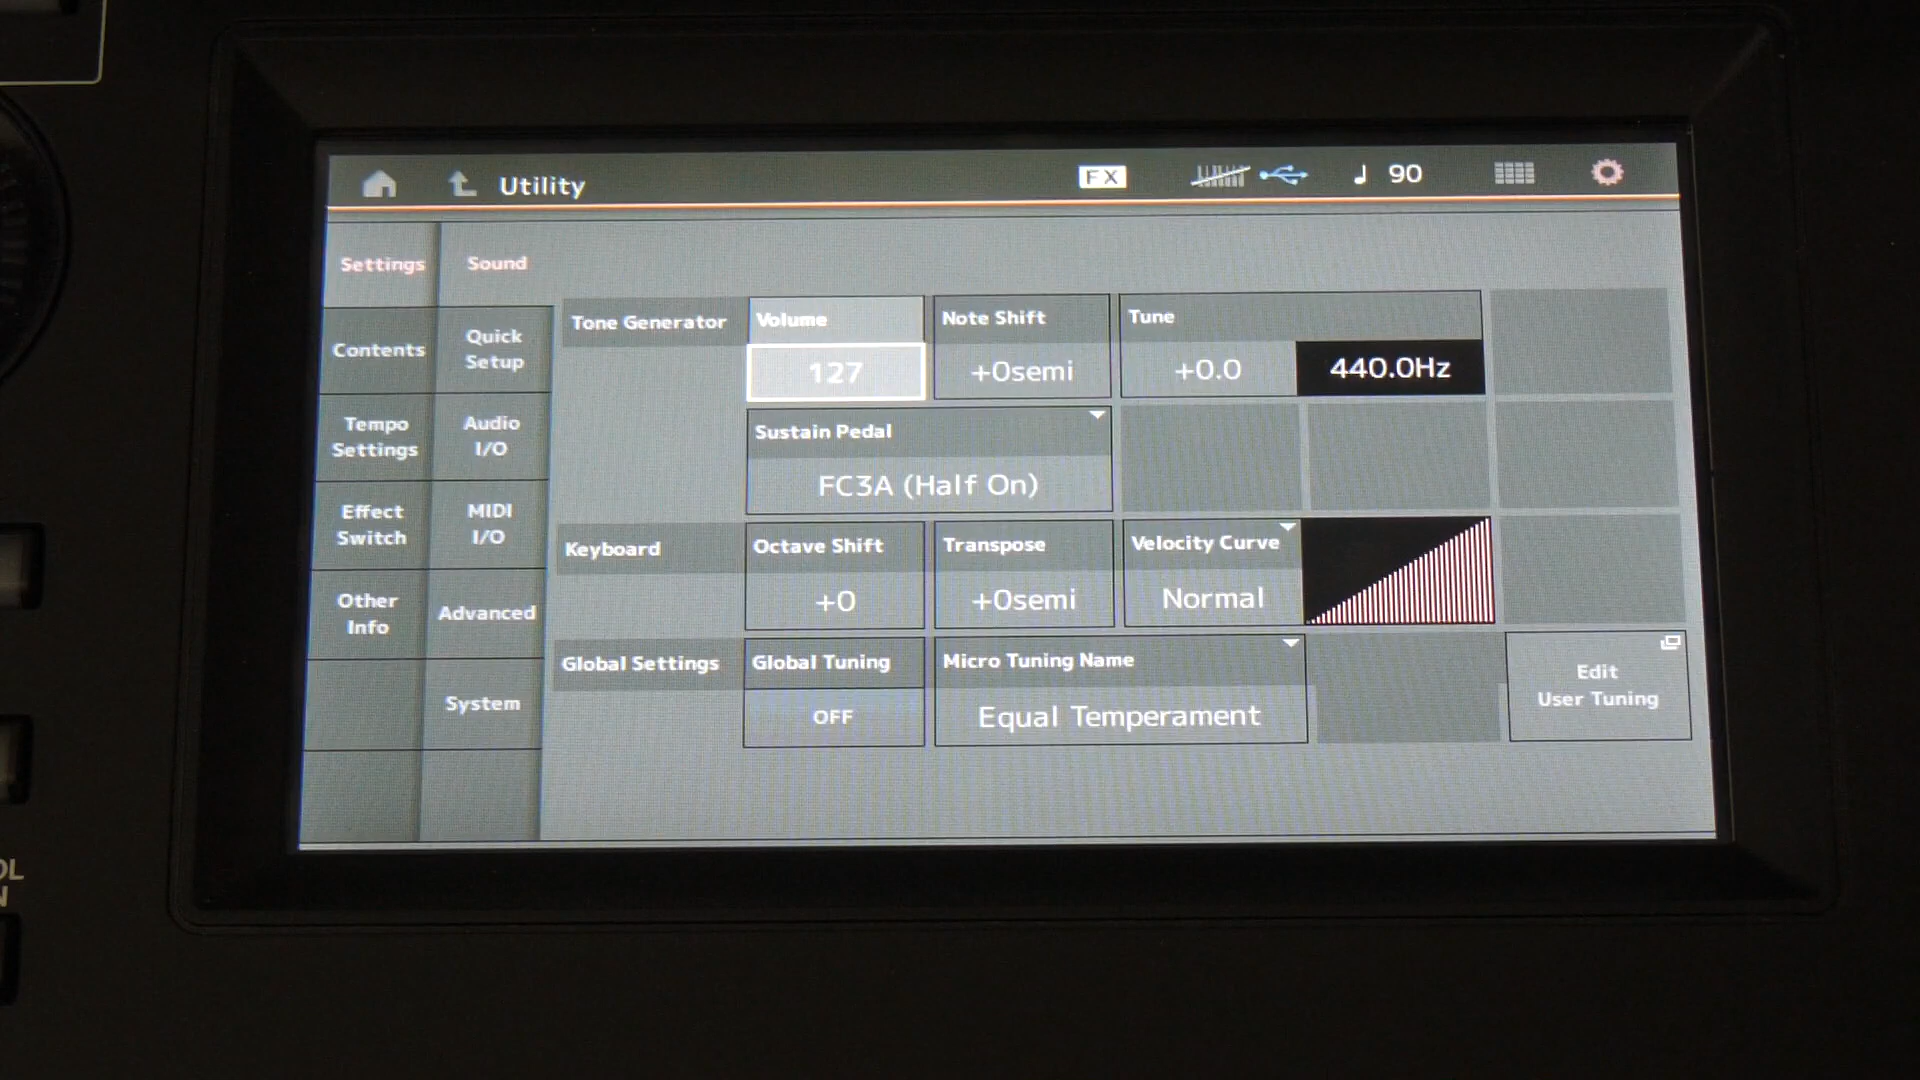 Utility
FX
90
Settings
Sound
Contents
Quick
Setup
Tempo
Settings
Audio
I/O
Effect
Switch
MIDI
I/O
Other
Info
Advanced
System
Tone Generator
Volume
127
Note Shift
+0semi
Tune
+0.0
440.0Hz
Sustain Pedal
FC3A (Half On)
Keyboard
Octave Shift
+0
Transpose
+0semi
Velocity Curve
Normal
Global Settings
Global Tuning
OFF
Micro Tuning Name
Equal Temperament
Edit
User Tuning